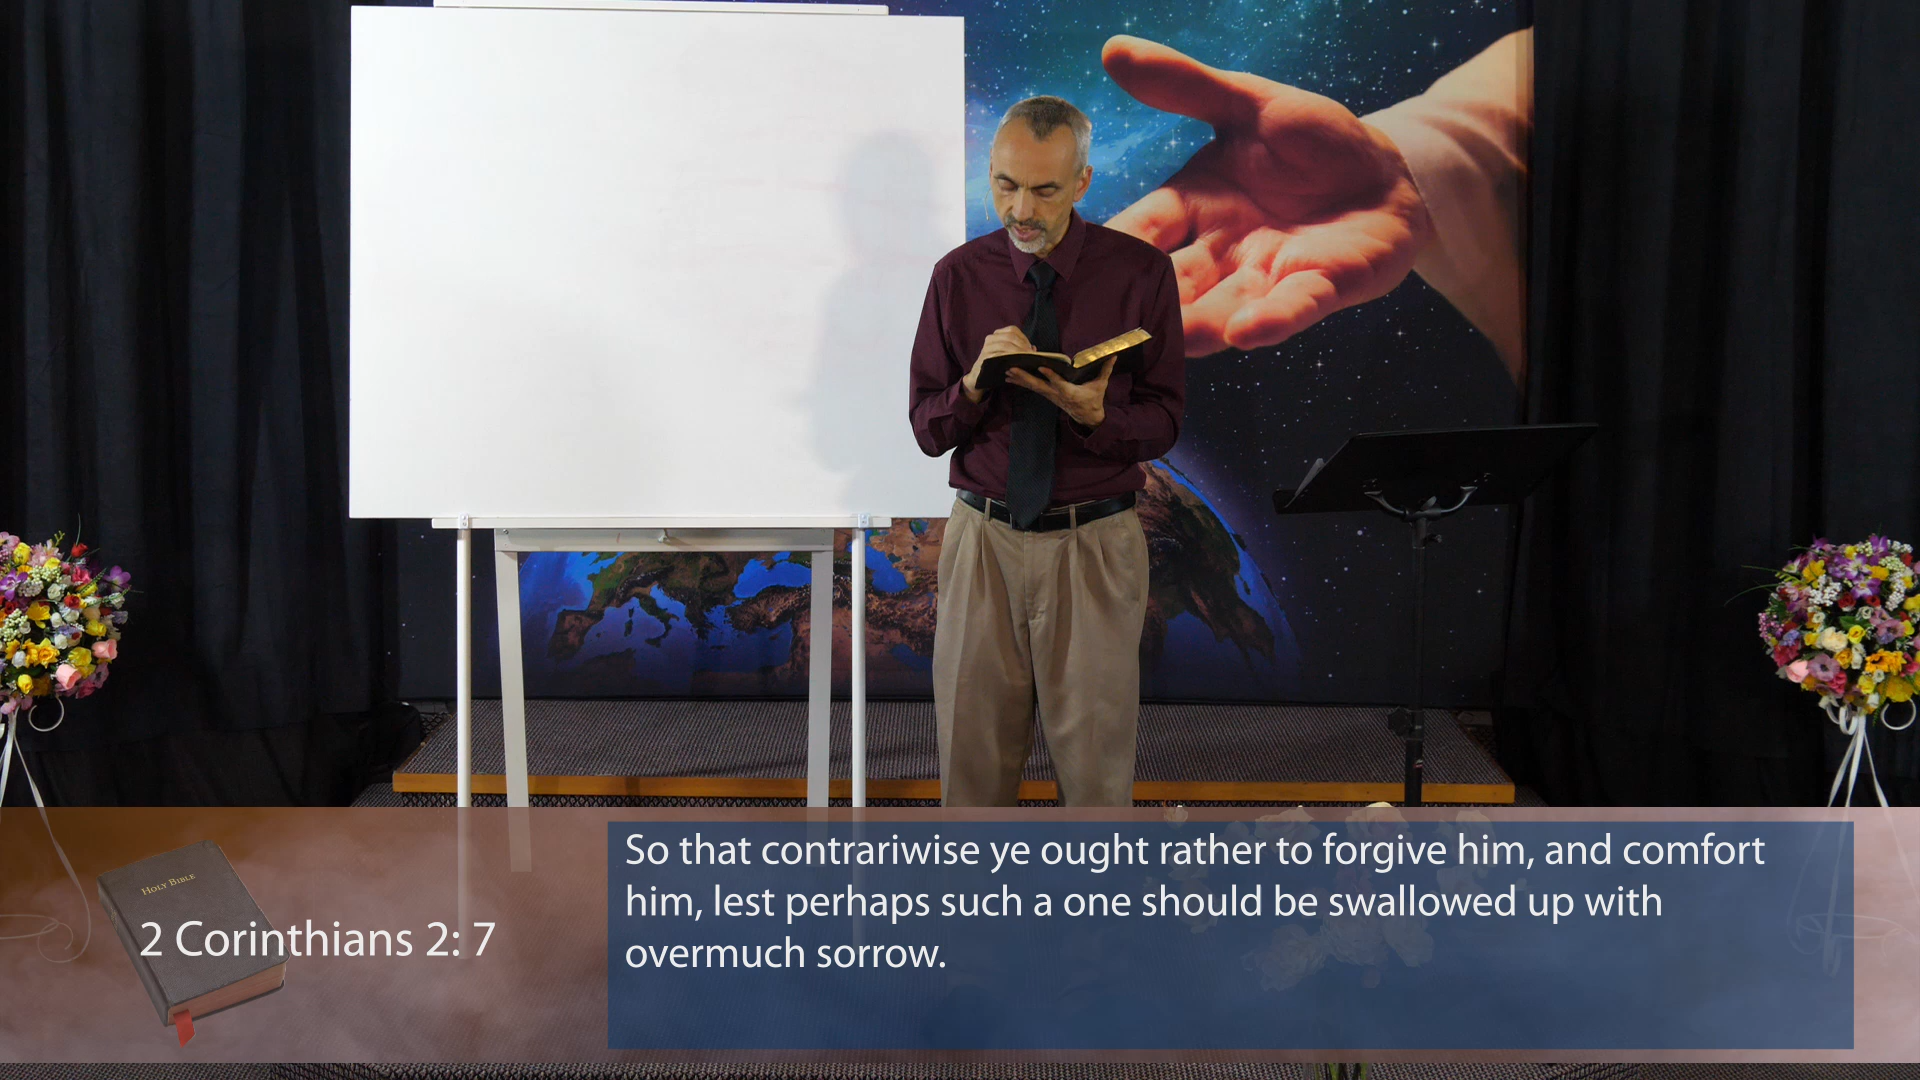 HOLY BIBLE
2 Corinthians 2: 7
So that contrariwise ye ought rather to forgive him, and comfort
him, lest perhaps such a one should be swallowed up with
overmuch sorrow.